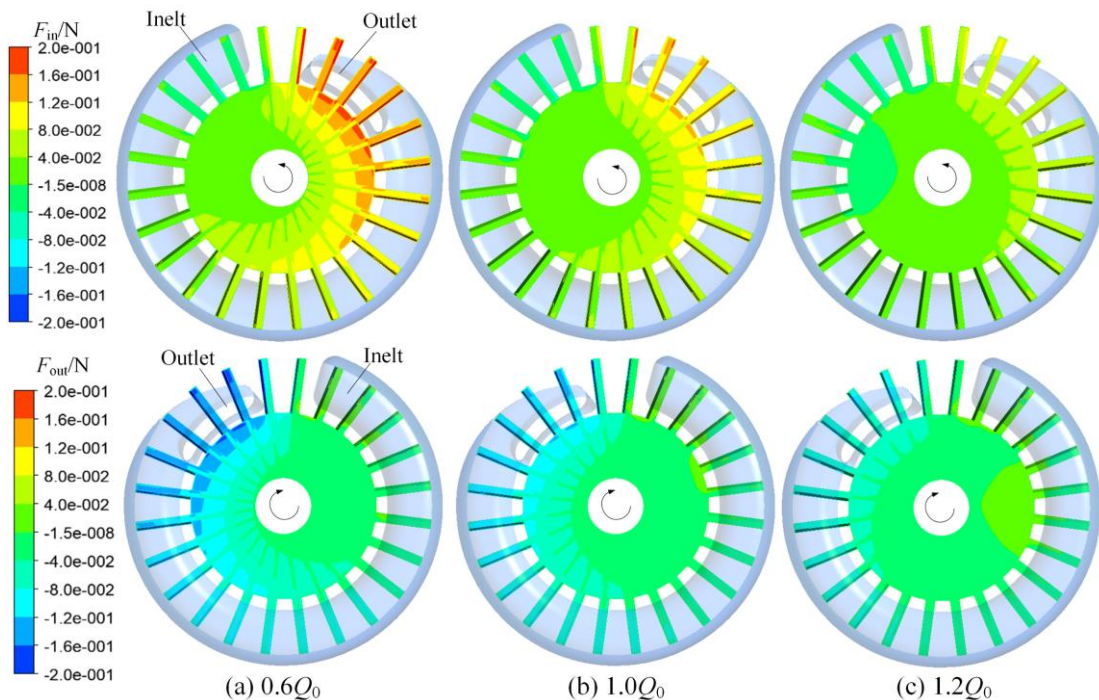 F_in/N
2.0e-001
1.6e-001
1.2e-001
8.0e-002
4.0e-002
-1.5e-008
-4.0e-002
-8.0e-002
-1.2e-001
-1.6e-001
-2.0e-001
Inelt
Outlet
F_out/N
2.0e-001
1.6e-001
1.2e-001
8.0e-002
4.0e-002
-1.5e-008
-4.0e-002
-8.0e-002
-1.2e-001
-1.6e-001
-2.0e-001
Outlet
Inelt
(a) 0.6Q₀
(b) 1.0Q₀
(c) 1.2Q₀